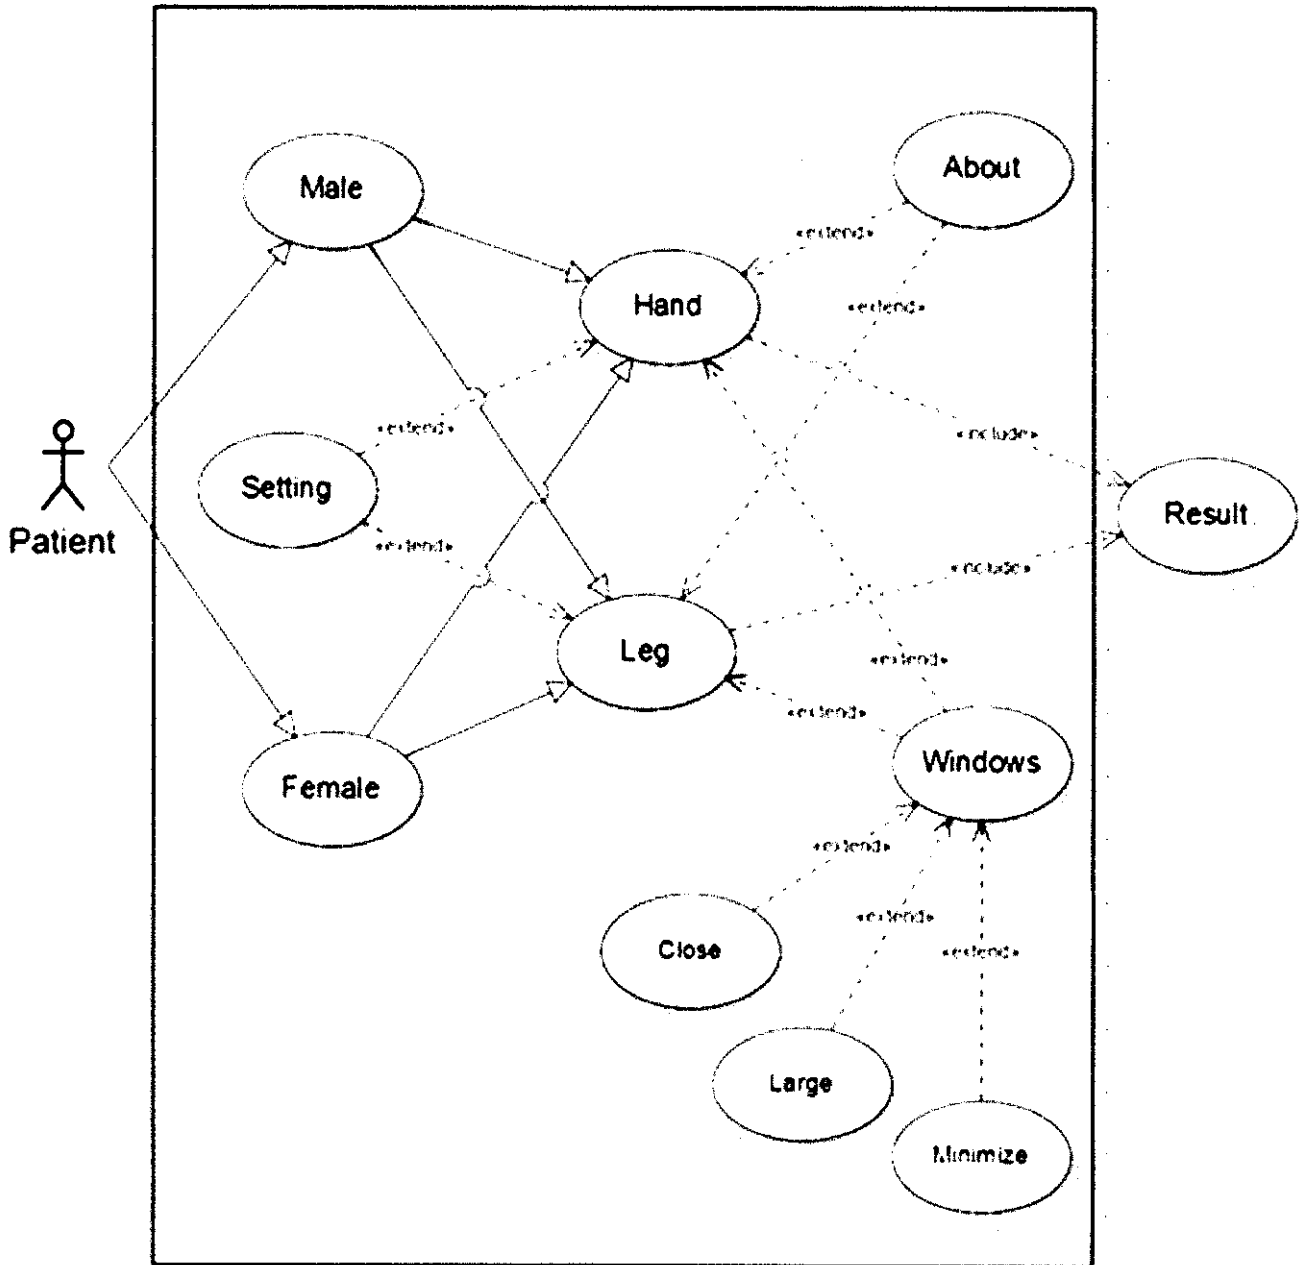 Male
About
«extend»
Hand
«extend»
«extend»
«include»
Setting
Result
Patient
«extend»
«include»
Leg
«extend»
«extend»
Windows
Female
«extend»
«extend»
Close
«extend»
Large
Minimize